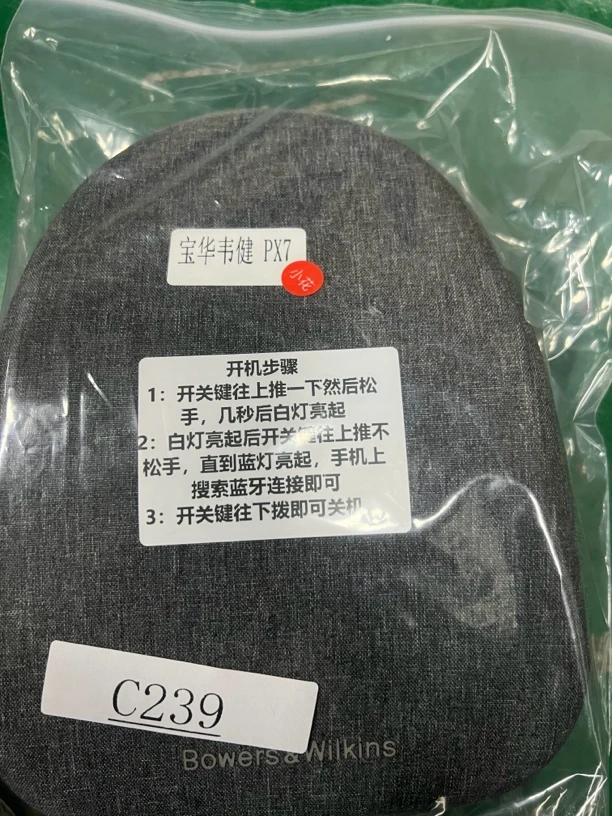 宝华韦健 PX7
小花
开机步骤
1：开关键往上推一下然后松
手，几秒后白灯亮起
2：白灯亮起后开关键往上推不
松手，直到蓝灯亮起，手机上
搜索蓝牙连接即可
3：开关键往下拨即可关机
C239
Bowers & Wilkins